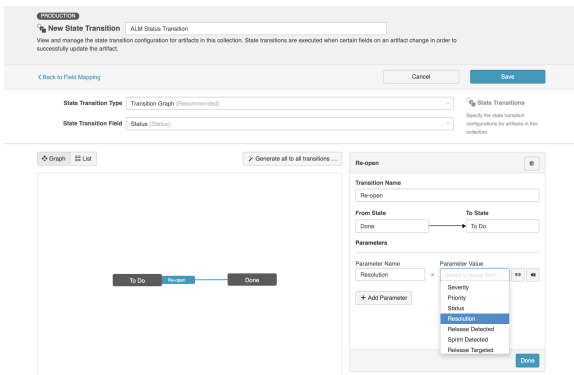 PRODUCTION
New State Transition
ALM Status Transition
View and manage the state transition configuration for artifacts in this collection. State transitions are executed when certain fields on an artifact change in order to
successfully update the artifact.
Back to Field Mapping
Cancel
Save
State Transition Type
Transition Graph (Recommended)
State Transition Field
Status (Status)
State Transitions
Specify the state transition
configurations for artifacts in this
collection.
Graph
List
Generate all to all transitions ...
Re-open
Transition Name
Re-open
From State
To State
Done
To Do
Parameters
Parameter Name
Parameter Value
Resolution
=
Select a model field
+ Add Parameter
Severity
Priority
Status
Resolution
Release Detected
Sprint Detected
Release Targeted
To Do
Re-open
Done
Done